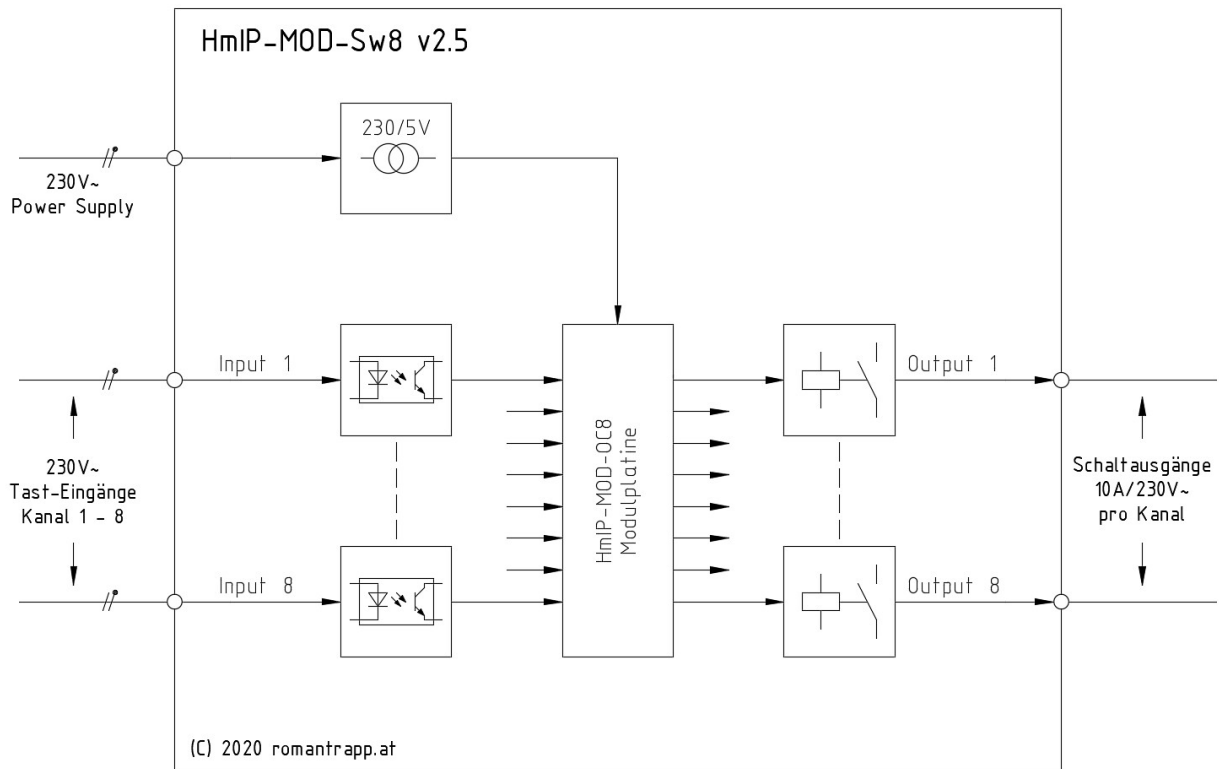 HmIP-MOD-Sw8 v2.5
230/5V
230V~
Power Supply
Input 1
Output 1
230V~
Tast-Eingänge
Kanal 1 - 8
HmIP-MOD-OC8
Modulplatine
Schaltausgänge
10A/230V~
pro Kanal
Input 8
Output 8
(C) 2020 romantrapp.at